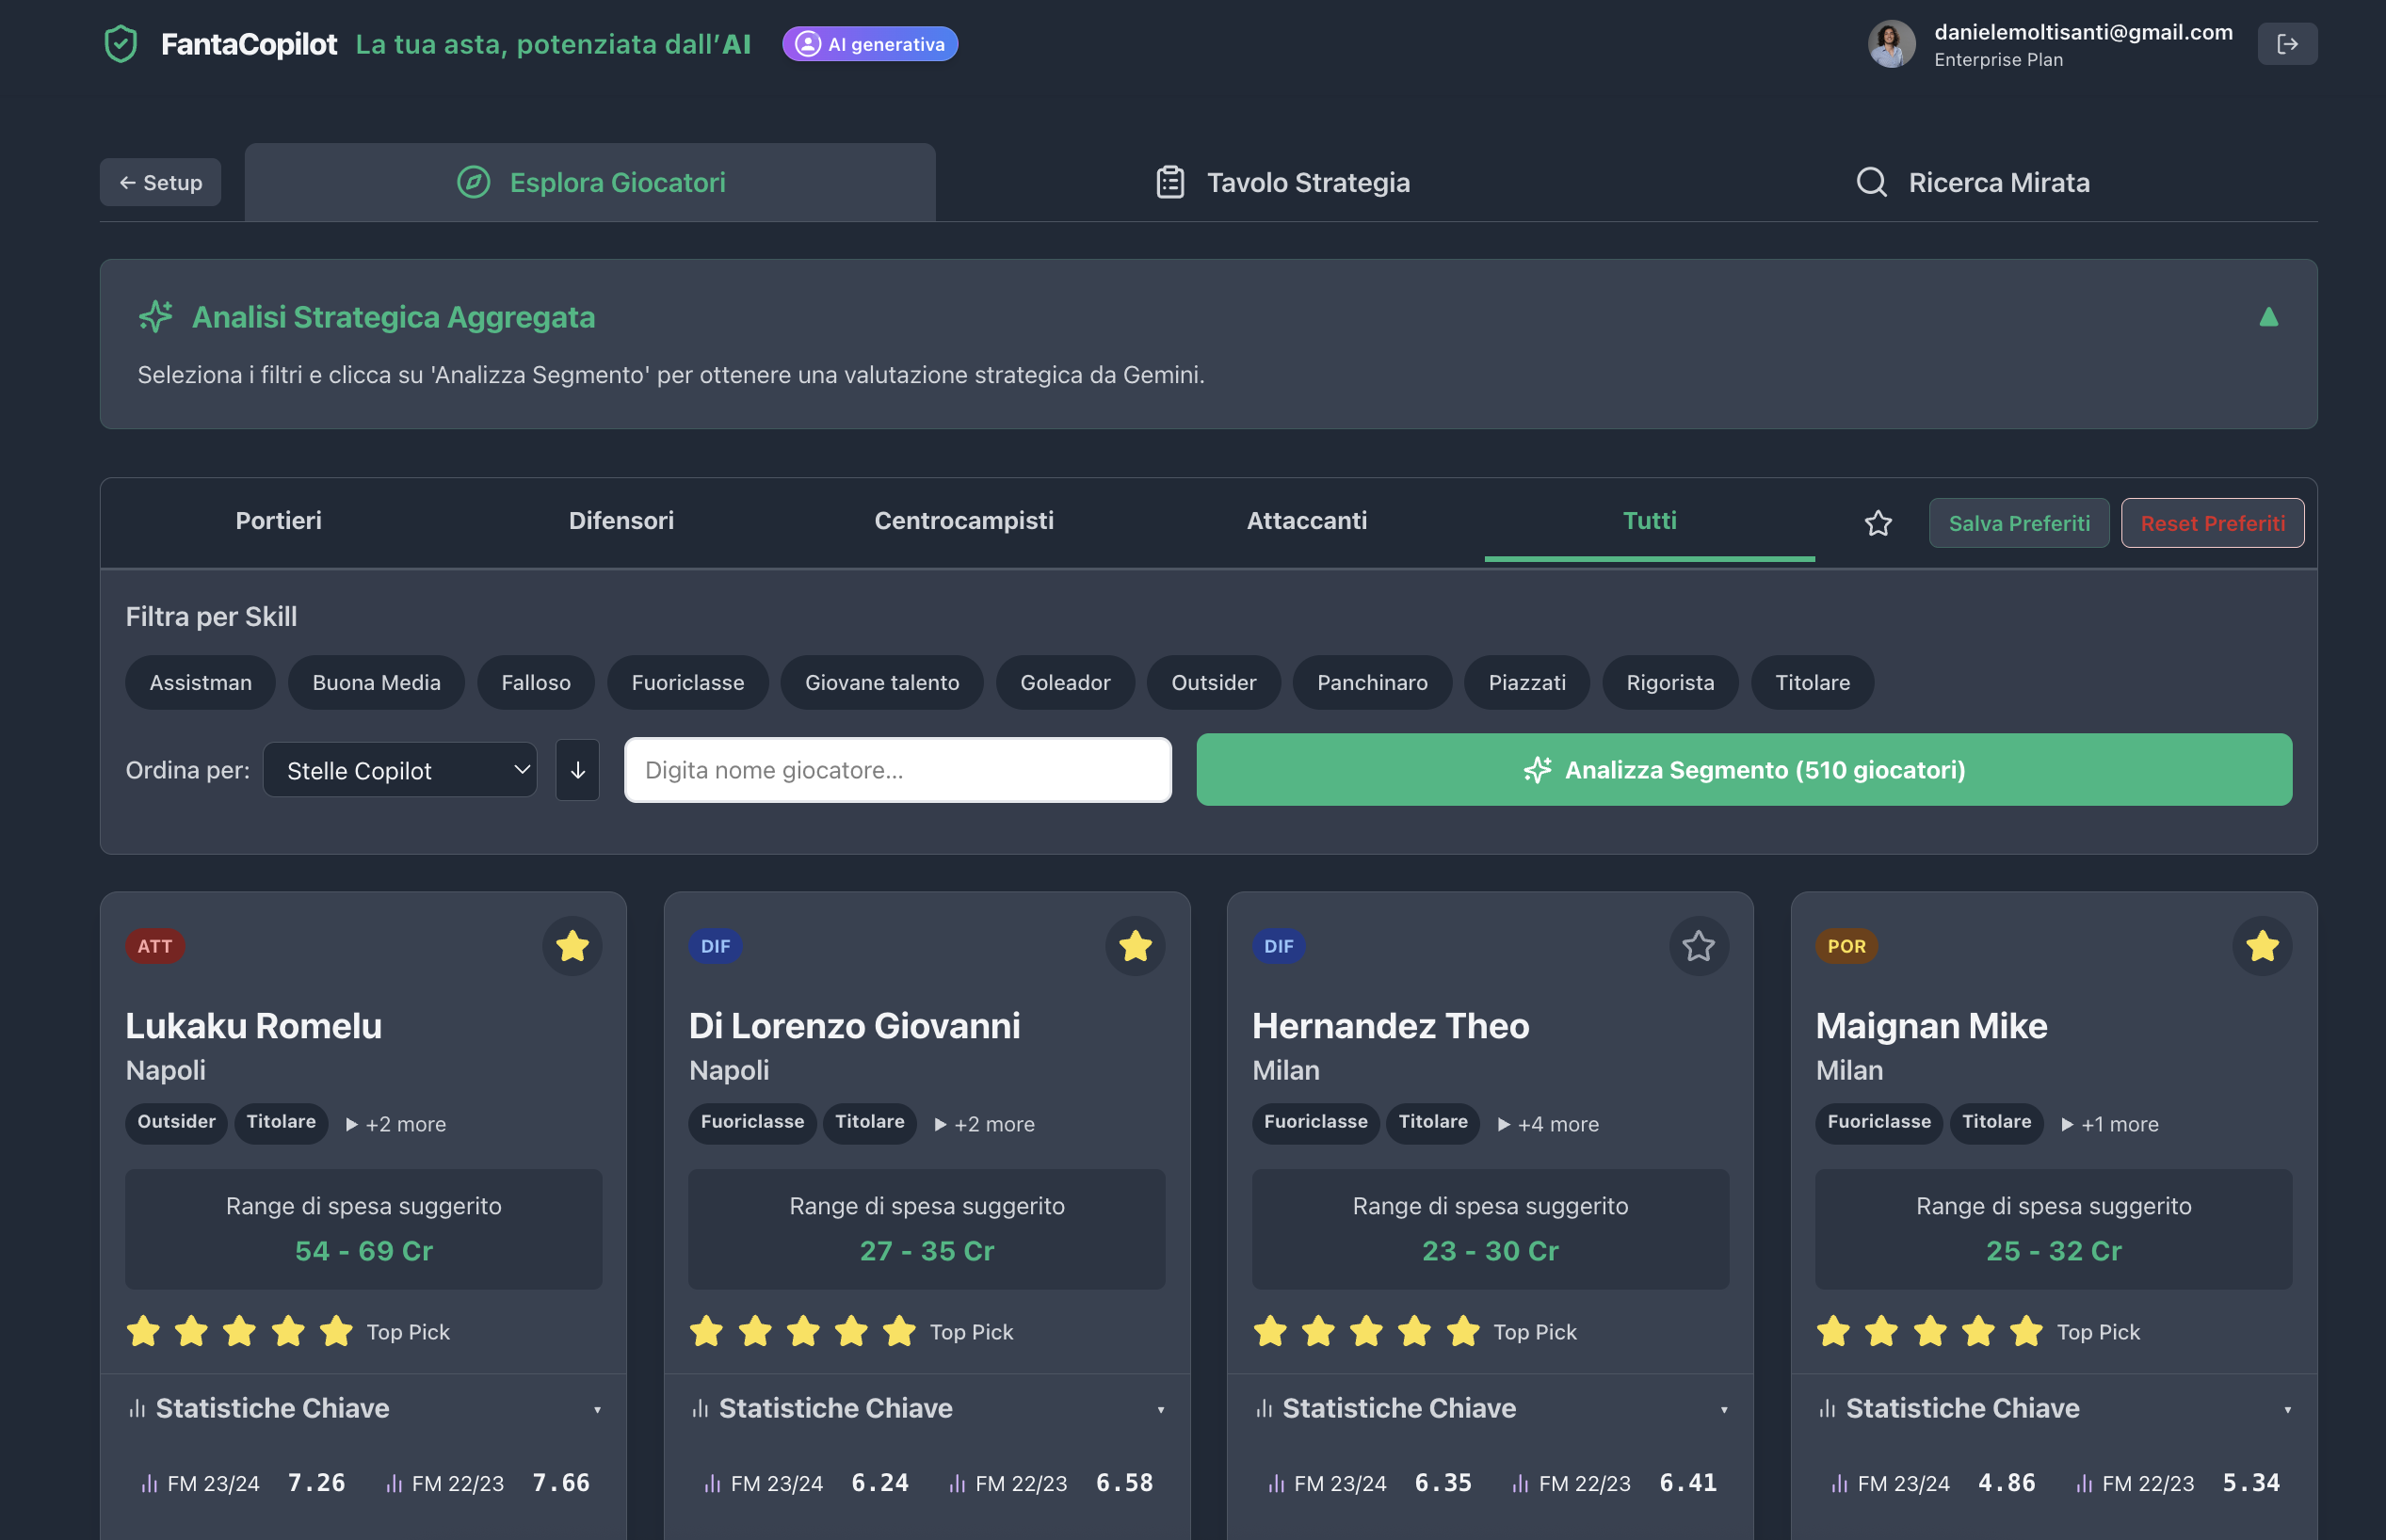 FantaCopilot La tua asta, potenziata dall'AI AI generativa
danielemoltisanti@gmail.com
Enterprise Plan
← Setup
Esplora Giocatori
Tavolo Strategia
Ricerca Mirata
Analisi Strategica Aggregata
Seleziona i filtri e clicca su 'Analizza Segmento' per ottenere una valutazione strategica da Gemini.
Portieri Difensori Centrocampisti Attaccanti Tutti Salva Preferiti Reset Preferiti
Filtra per Skill
Assistman Buona Media Falloso Fuoriclasse Giovane talento Goleador Outsider Panchinaro Piazzati Rigorista Titolare
Ordina per: Stelle Copilot ↓ Digita nome giocatore... Analizza Segmento (510 giocatori)
ATT
Lukaku Romelu
Napoli
Outsider Titolare ▶ +2 more
Range di spesa suggerito
54 - 69 Cr
Top Pick
Statistiche Chiave
FM 23/24 7.26 FM 22/23 7.66
DIF
Di Lorenzo Giovanni
Napoli
Fuoriclasse Titolare ▶ +2 more
Range di spesa suggerito
27 - 35 Cr
Top Pick
Statistiche Chiave
FM 23/24 6.24 FM 22/23 6.58
DIF
Hernandez Theo
Milan
Fuoriclasse Titolare ▶ +4 more
Range di spesa suggerito
23 - 30 Cr
Top Pick
Statistiche Chiave
FM 23/24 6.35 FM 22/23 6.41
POR
Maignan Mike
Milan
Fuoriclasse Titolare ▶ +1 more
Range di spesa suggerito
25 - 32 Cr
Top Pick
Statistiche Chiave
FM 23/24 4.86 FM 22/23 5.34